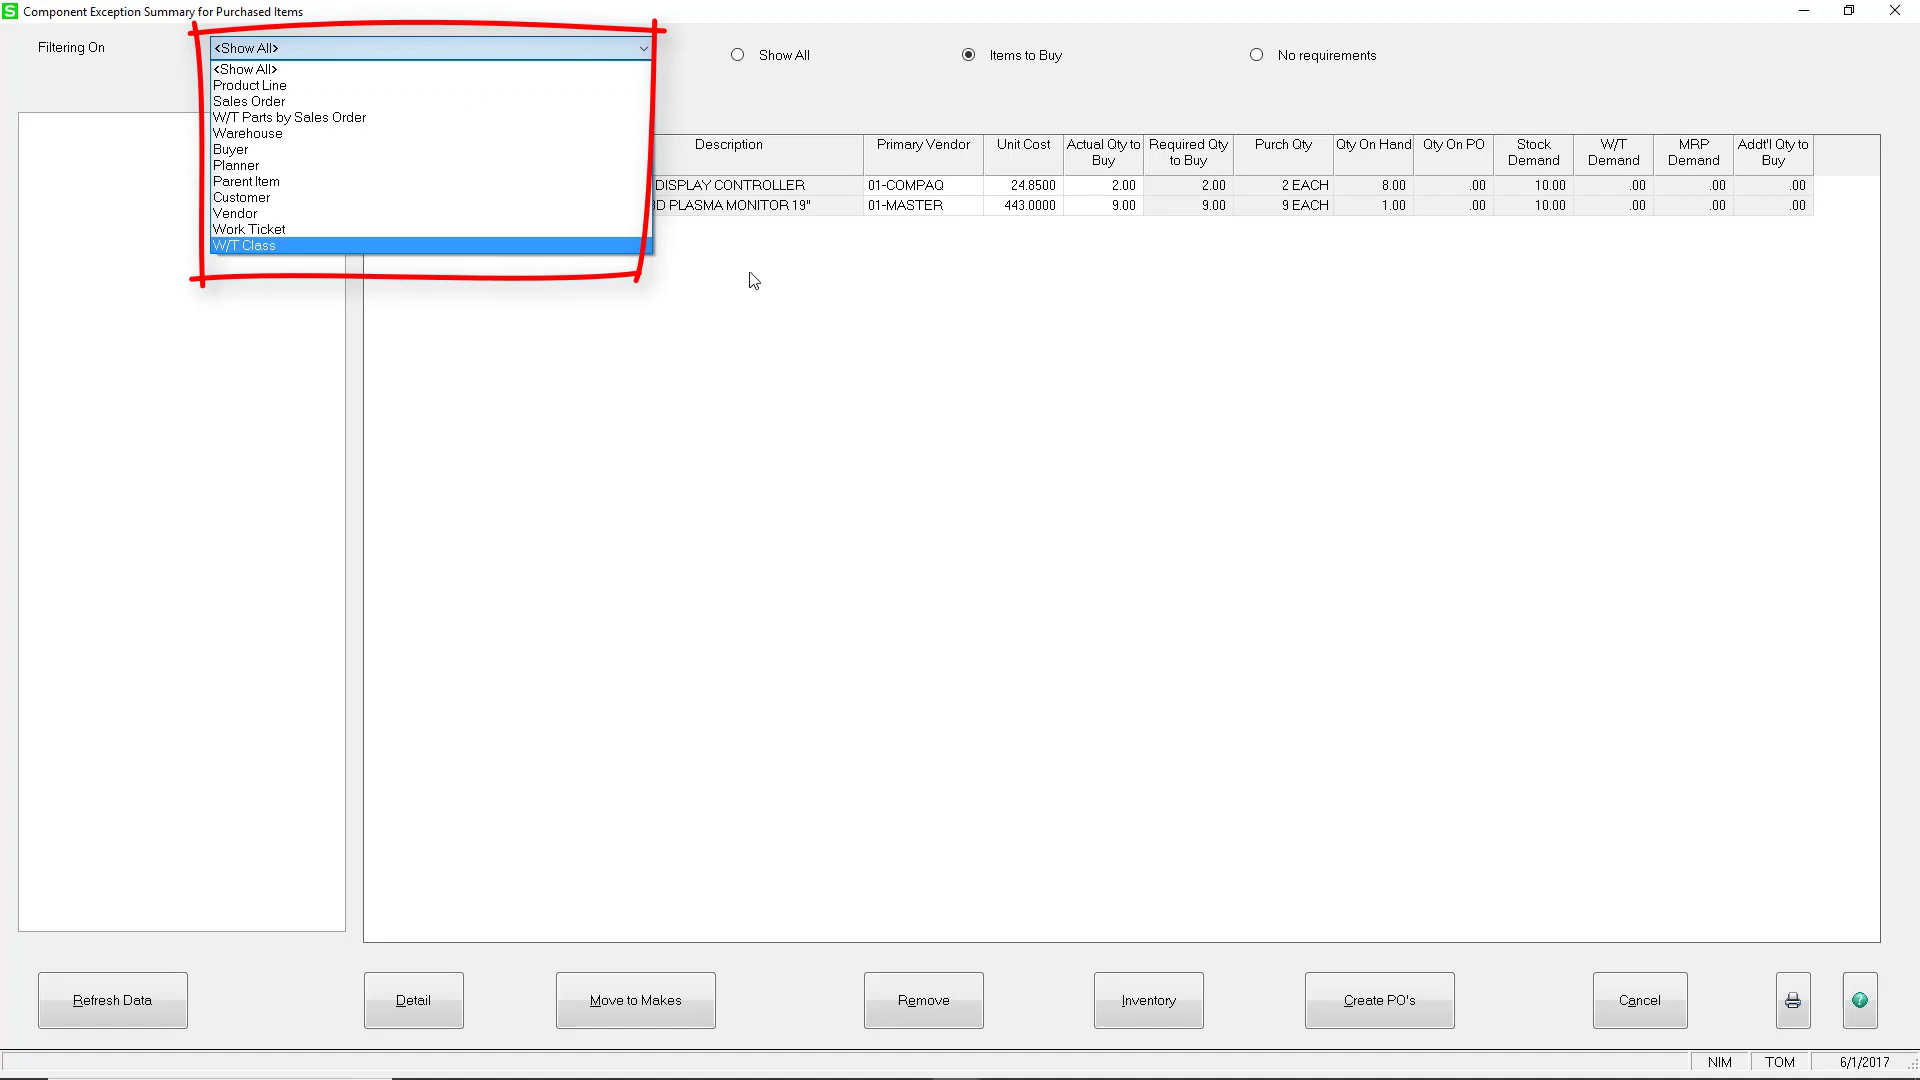 S Component Exception Summary for Purchased Items
Filtering On
<Show All>
Show All
Items to Buy
No requirements
<Show All>
Product Line
Sales Order
W/T Parts by Sales Order
Warehouse
Buyer
Planner
Parent Item
Customer
Vendor
Work Ticket
W/T Class
Description Primary Vendor Unit Cost Actual Qty to Buy Required Qty to Buy Purch Qty Qty On Hand Qty On PO Stock Demand W/T Demand MRP Demand Addt'l Qty to Buy
DISPLAY CONTROLLER 01-COMPAQ 24.8500 2.00 2.00 2 EACH 8.00 .00 10.00 .00 .00 .00
PLASMA MONITOR 19" 01-MASTER 443.0000 9.00 9.00 9 EACH 1.00 .00 10.00 .00 .00 .00
Refresh Data
Detail
Move to Makes
Remove
Inventory
Create PO's
Cancel
?
NIM TOM 6/1/2017